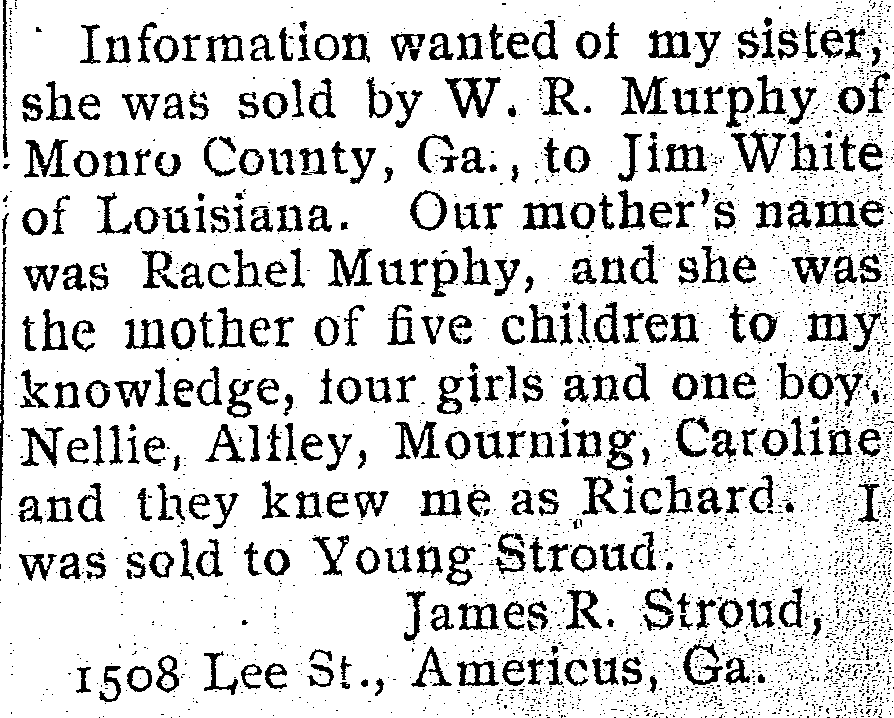 Information wanted of my sister,
she was sold by W. R. Murphy of
Monro County, Ga., to Jim White
of Louisiana. Our mother's name
was Rachel Murphy, and she was
the mother of five children to my
knowledge, four girls and one boy,
Nellie, Alfley, Mourning, Caroline
and they knew me as Richard. I
was sold to Young Stroud.
James R. Stroud,
1508 Lee St., Americus, Ga.